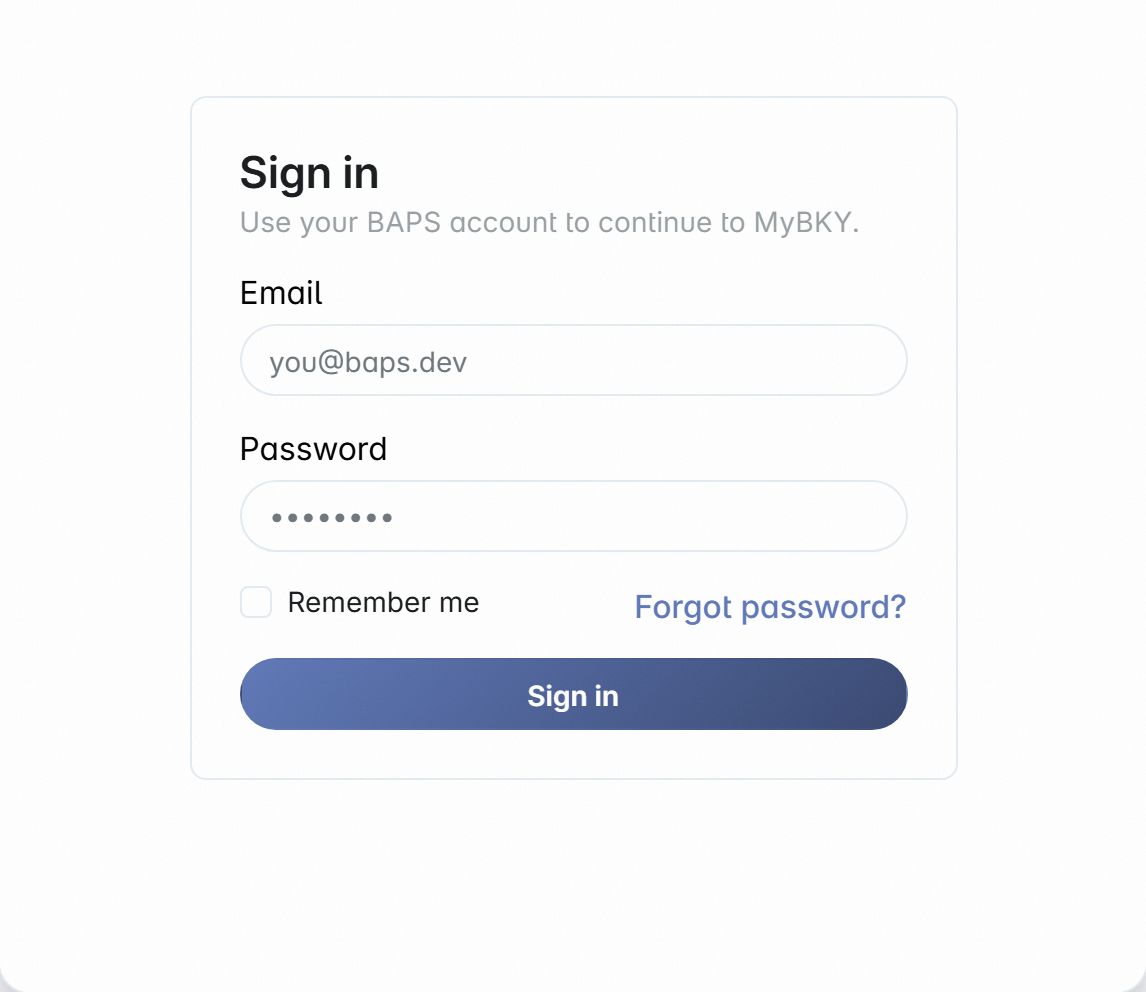 Sign in
Use your BAPS account to continue to MyBKY.
Email
you@baps.dev
Password
••••••••
Remember me
Forgot password?
Sign in